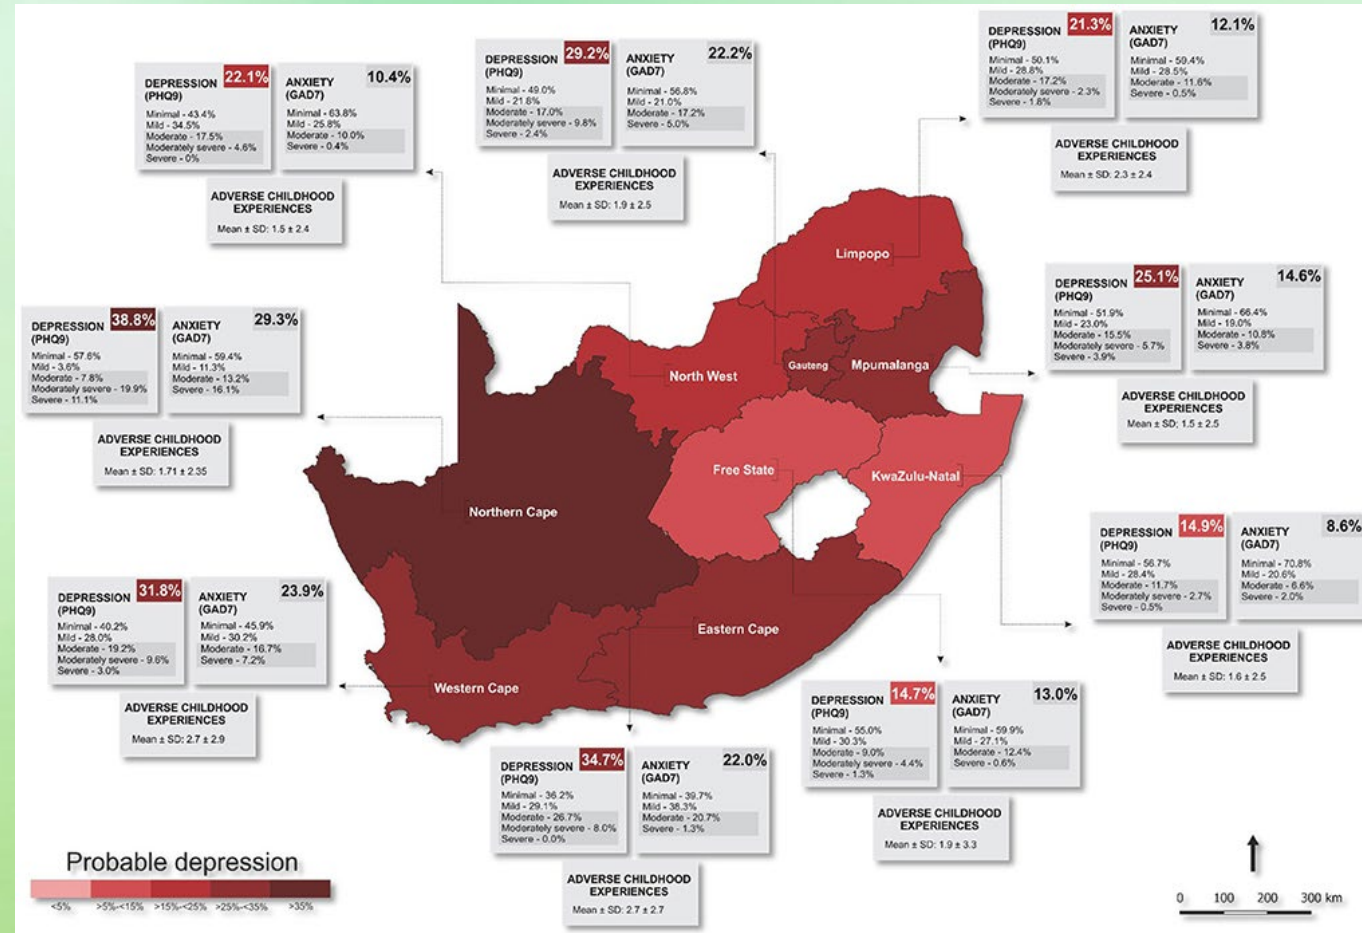 DEPRESSION (PHQ9)
22.1%
Minimal - 43.4%
Mild - 34.5%
Moderate - 17.5%
Moderately severe - 4.6%
Severe - 0%
ANXIETY (GAD7)
10.4%
Minimal - 63.8%
Mild - 25.8%
Moderate - 10.0%
Severe - 0.4%
ADVERSE CHILDHOOD
EXPERIENCES
Mean ± SD: 1.5 ± 2.4
DEPRESSION (PHQ9)
29.2%
Minimal - 49.0%
Mild - 21.8%
Moderate - 17.0%
Moderately severe - 9.8%
Severe - 2.4%
ANXIETY (GAD7)
22.2%
Minimal - 56.8%
Mild - 21.0%
Moderate - 17.2%
Severe - 5.0%
ADVERSE CHILDHOOD
EXPERIENCES
Mean ± SD: 1.9 ± 2.5
DEPRESSION (PHQ9)
21.3%
Minimal - 50.1%
Mild - 28.8%
Moderate - 17.2%
Moderately severe - 2.3%
Severe - 1.8%
ANXIETY (GAD7)
12.1%
Minimal - 59.4%
Mild - 28.5%
Moderate - 11.6%
Severe - 0.5%
ADVERSE CHILDHOOD
EXPERIENCES
Mean ± SD: 2.3 ± 2.4
DEPRESSION (PHQ9)
38.8%
Minimal - 57.6%
Mild - 3.6%
Moderate - 7.8%
Moderately severe - 19.9%
Severe - 11.1%
ANXIETY (GAD7)
29.3%
Minimal - 59.4%
Mild - 11.3%
Moderate - 13.2%
Severe - 16.1%
ADVERSE CHILDHOOD
EXPERIENCES
Mean ± SD: 1.71 ± 2.35
DEPRESSION (PHQ9)
25.1%
Minimal - 51.9%
Mild - 23.0%
Moderate - 15.5%
Moderately severe - 5.7%
Severe - 3.9%
ANXIETY (GAD7)
14.6%
Minimal - 66.4%
Mild - 19.0%
Moderate - 10.8%
Severe - 3.8%
ADVERSE CHILDHOOD
EXPERIENCES
Mean ± SD; 1.5 ± 2.5
Limpopo
North West
Gauteng
Mpumalanga
Free State
KwaZulu-Natal
Northern Cape
Eastern Cape
Western Cape
DEPRESSION (PHQ9)
14.9%
Minimal - 56.7%
Mild - 28.4%
Moderate - 11.7%
Moderately severe - 2.7%
Severe - 0.5%
ANXIETY (GAD7)
8.6%
Minimal - 70.8%
Mild - 20.6%
Moderate - 6.6%
Severe - 2.0%
ADVERSE CHILDHOOD
EXPERIENCES
Mean ± SD: 1.6 ± 2.5
DEPRESSION (PHQ9)
31.8%
Minimal - 40.2%
Mild - 28.0%
Moderate - 19.2%
Moderately severe - 9.6%
Severe - 3.0%
ANXIETY (GAD7)
23.9%
Minimal - 45.9%
Mild - 30.2%
Moderate - 16.7%
Severe - 7.2%
ADVERSE CHILDHOOD
EXPERIENCES
Mean ± SD: 2.7 ± 2.9
DEPRESSION (PHQ9)
34.7%
Minimal - 36.2%
Mild - 29.1%
Moderate - 26.7%
Moderately severe - 8.0%
Severe - 0.0%
ANXIETY (GAD7)
22.0%
Minimal - 39.7%
Mild - 38.3%
Moderate - 20.7%
Severe - 1.3%
ADVERSE CHILDHOOD
EXPERIENCES
Mean ± SD: 2.7 ± 2.7
DEPRESSION (PHQ9)
14.7%
Minimal - 55.0%
Mild - 30.3%
Moderate - 9.0%
Moderately severe - 4.4%
Severe - 1.3%
ANXIETY (GAD7)
13.0%
Minimal - 59.9%
Mild - 27.1%
Moderate - 12.4%
Severe - 0.6%
ADVERSE CHILDHOOD
EXPERIENCES
Mean ± SD: 1.9 ± 3.3
Probable depression
<5% >5%-<15% >15%-<25% >25%-<35% >35%
0 100 200 300 km